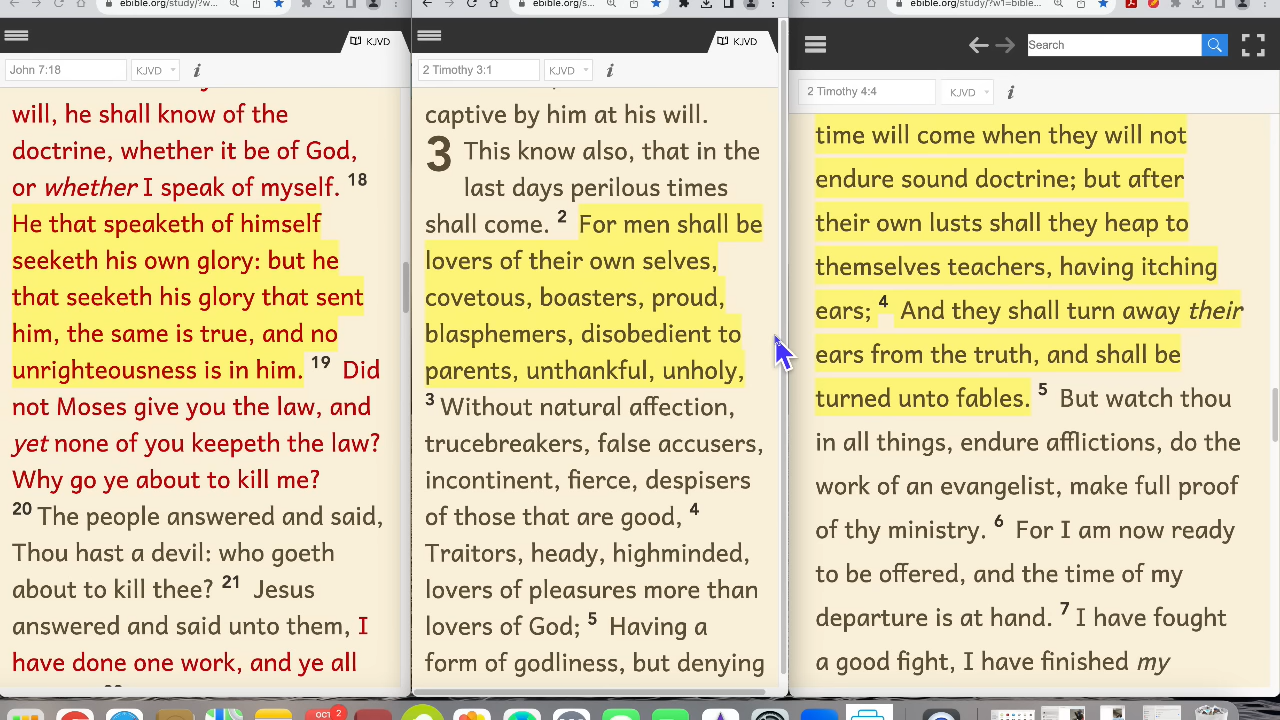 ebible.org/study/?w...
KJVD
John 7:18
KJVD
i
will, he shall know of the
doctrine, whether it be of God,
or whether I speak of myself. 18
He that speaketh of himself
seeketh his own glory: but he
that seeketh his glory that sent
him, the same is true, and no
unrighteousness is in him. 19 Did
not Moses give you the law, and
yet none of you keepeth the law?
Why go ye about to kill me?
20 The people answered and said,
Thou hast a devil: who goeth
about to kill thee? 21 Jesus
answered and said unto them, I
have done one work, and ye all
ebible.org/s...
KJVD
2 Timothy 3:1
KJVD
i
captive by him at his will.
3 This know also, that in the
last days perilous times
shall come. 2 For men shall be
lovers of their own selves,
covetous, boasters, proud,
blasphemers, disobedient to
parents, unthankful, unholy,
3 Without natural affection,
trucebreakers, false accusers,
incontinent, fierce, despisers
of those that are good, 4
Traitors, heady, highminded,
lovers of pleasures more than
lovers of God; 5 Having a
form of godliness, but denying
ebible.org/study/?w1=bible...
Search
2 Timothy 4:4
KJVD
i
time will come when they will not
endure sound doctrine; but after
their own lusts shall they heap to
themselves teachers, having itching
ears; 4 And they shall turn away their
ears from the truth, and shall be
turned unto fables. 5 But watch thou
in all things, endure afflictions, do the
work of an evangelist, make full proof
of thy ministry. 6 For I am now ready
to be offered, and the time of my
departure is at hand. 7 I have fought
a good fight, I have finished my
OCT 2